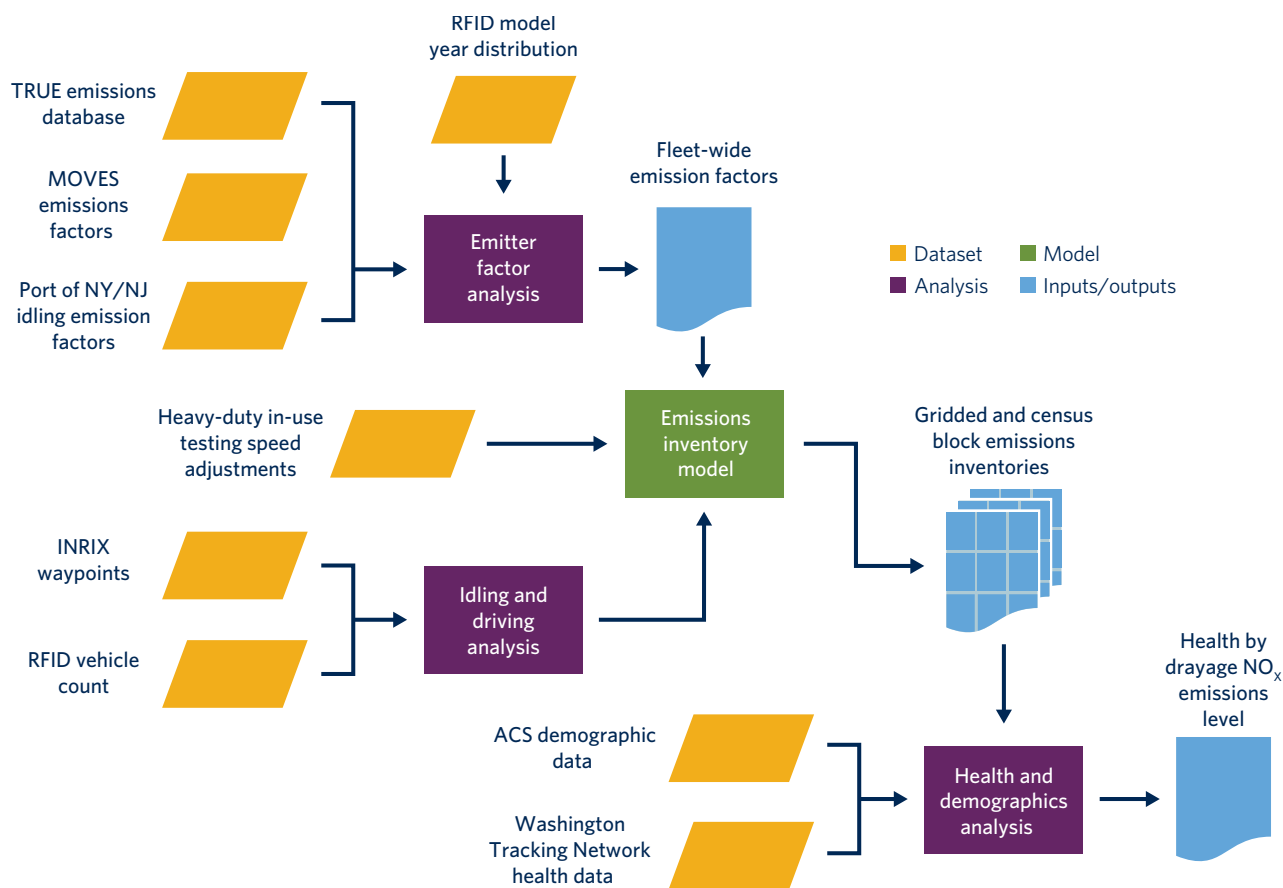 RFID model
year distribution
TRUE emissions
database
MOVES
emissions
factors
Port of NY/NJ
idling emission
factors
Emitter
factor
analysis
Fleet-wide
emission factors
Dataset
Model
Analysis
Inputs/outputs
Heavy-duty in-use
testing speed
adjustments
Emissions
inventory
model
Gridded and census
block emissions
inventories
INRIX
waypoints
RFID vehicle
count
Idling and
driving
analysis
Health by
drayage NOₓ
emissions
level
ACS demographic
data
Washington
Tracking Network
health data
Health and
demographics
analysis